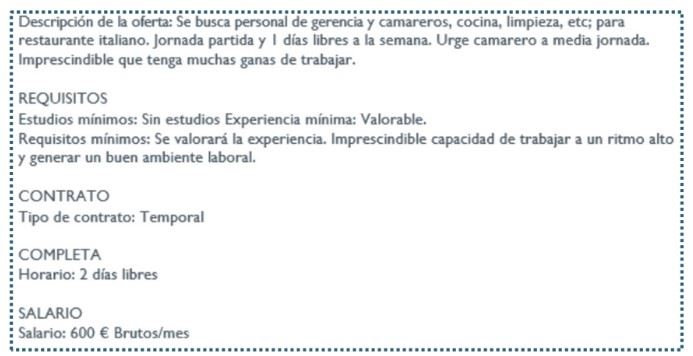 Descripción de la oferta: Se busca personal de gerencia y camareros, cocina, limpieza, etc; para
restaurante italiano. Jornada partida y 1 días libres a la semana. Urge camarero a media jornada.
Imprescindible que tenga muchas ganas de trabajar.
REQUISITOS
Estudios mínimos: Sin estudios Experiencia mínima: Valorable.
Requisitos mínimos: Se valorará la experiencia. Imprescindible capacidad de trabajar a un ritmo alto
y generar un buen ambiente laboral.
CONTRATO
Tipo de contrato: Temporal
COMPLETA
Horario: 2 días libres
SALARIO
Salario: 600 € Brutos/mes